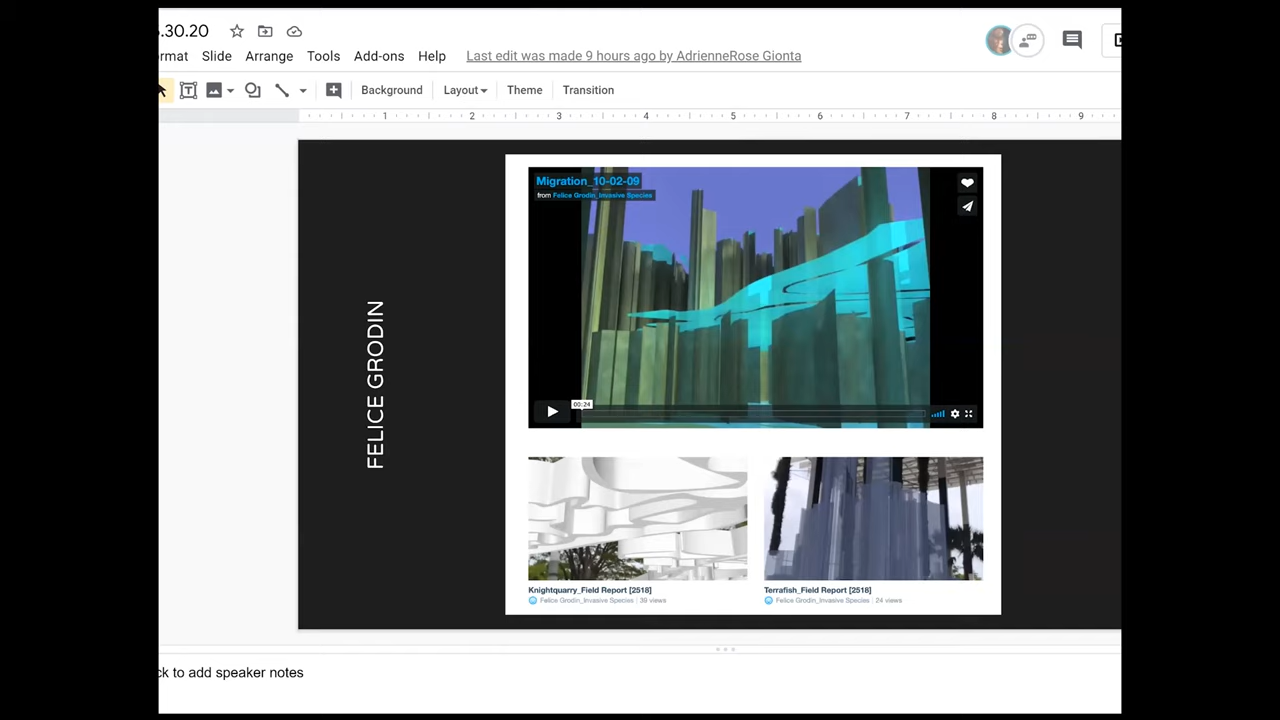 .30.20
rmat Slide Arrange Tools Add-ons Help Last edit was made 9 hours ago by AdrienneRose Gionta
Background Layout Theme Transition
1 2 3 4 5 6 7 8 9
FELICE GRODIN
Migration_10-02-09
from Felice Grodin_Invasive Species
00:24
Knightquarry_Field Report [2518]
Felice Grodin_Invasive Species 39 views
Terrafish_Field Report [2518]
Felice Grodin_Invasive Species 24 views
ck to add speaker notes